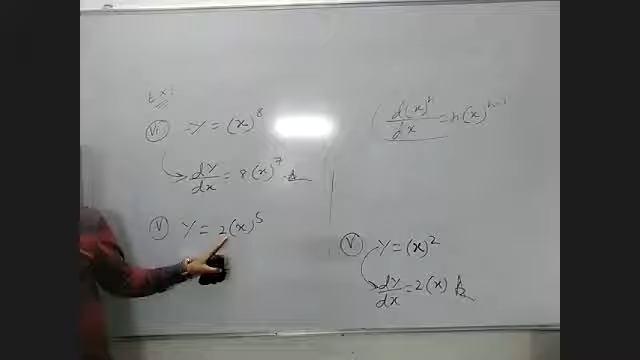 Ex:
(vi) y = (x)^8
dy/dx = 8(x)^7
(v) y = 2(x)^5
d(x)^n/dx = n(x)^n-1
(v) y = (x)^2
dy/dx = 2(x)